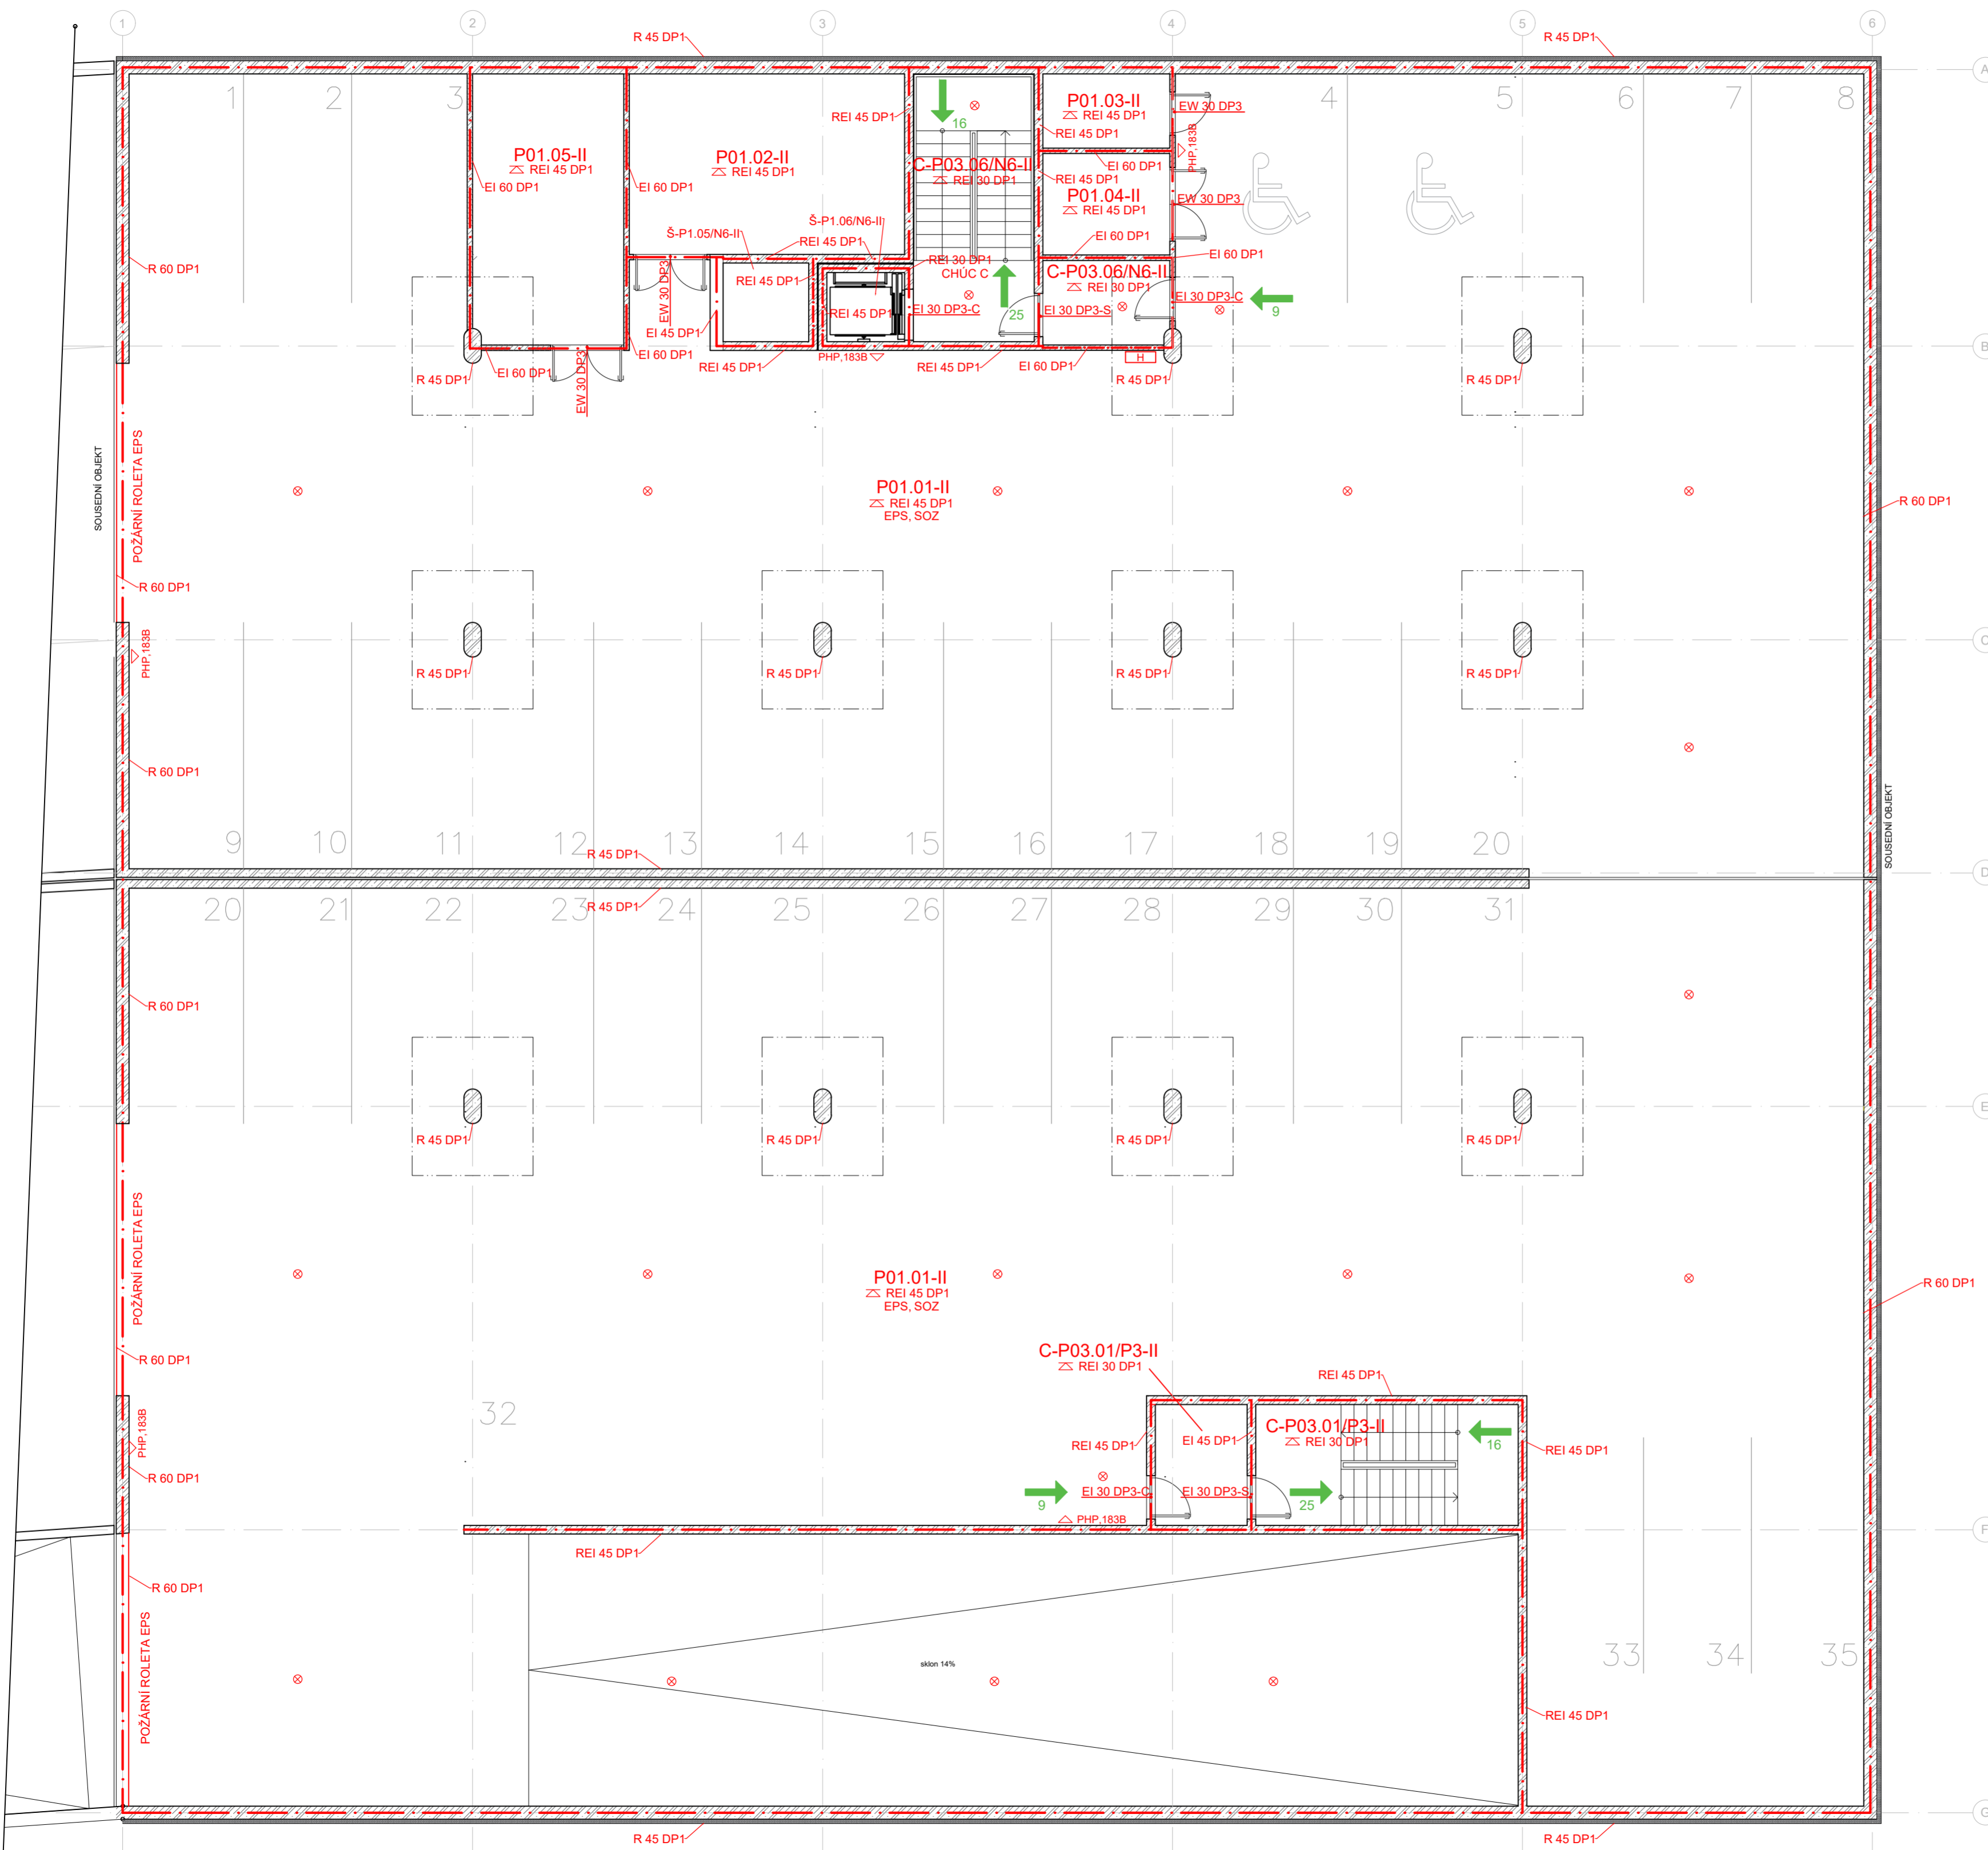 1 2 3 4 5 6
R 45 DP1
R 45 DP1
A
1 2 3 4 5 6 7 8
P01.03-II
REI 45 DP1
EW 30 DP3
REI 45 DP1
16
REI 45 DP1
PHP,183B
P01.05-II
REI 45 DP1
P01.02-II
REI 45 DP1
C-P03.06/N6-II
REI 30 DP1
EI 60 DP1
REI 45 DP1
EI 60 DP1
EI 60 DP1
P01.04-II
REI 45 DP1
EW 30 DP3
Š-P1.06/N6-II
Š-P1.05/N6-II
REI 45 DP1
EI 60 DP1
EI 60 DP1
R 60 DP1
REI 30 DP1
CHÚC C
C-P03.06/N6-II
REI 30 DP1
EW 30 DP3
REI 45 DP1
EI 30 DP3-C
9
REI 45 DP1
EI 30 DP3-C
25
EI 30 DP3-S
EI 45 DP1
EI 60 DP1
PHP,183B
H
B
REI 45 DP1
REI 45 DP1
EI 60 DP1
EI 60 DP1
EW 30 DP3
R 45 DP1
R 45 DP1
R 45 DP1
SOUSEDNÍ OBJEKT
POŽÁRNÍ ROLETA EPS
P01.01-II
REI 45 DP1
EPS, SOZ
R 60 DP1
R 60 DP1
C
PHP,183B
R 45 DP1
R 45 DP1
R 45 DP1
R 45 DP1
R 60 DP1
SOUSEDNÍ OBJEKT
9 10 11 12 13 14 15 16 17 18 19 20
R 45 DP1
D
20 21 22 23 24 25 26 27 28 29 30 31
R 45 DP1
R 60 DP1
E
R 45 DP1
R 45 DP1
R 45 DP1
R 45 DP1
POŽÁRNÍ ROLETA EPS
P01.01-II
REI 45 DP1
EPS, SOZ
R 60 DP1
R 60 DP1
C-P03.01/P3-II
REI 30 DP1
REI 45 DP1
32
PHP,183B
C-P03.01/P3-II
REI 30 DP1
REI 45 DP1
EI 45 DP1
16
REI 45 DP1
R 60 DP1
9
EI 30 DP3-C
EI 30 DP3-S
25
PHP,183B
F
REI 45 DP1
R 60 DP1
POŽÁRNÍ ROLETA EPS
sklon 14%
33 34 35
REI 45 DP1
G
R 45 DP1
R 45 DP1